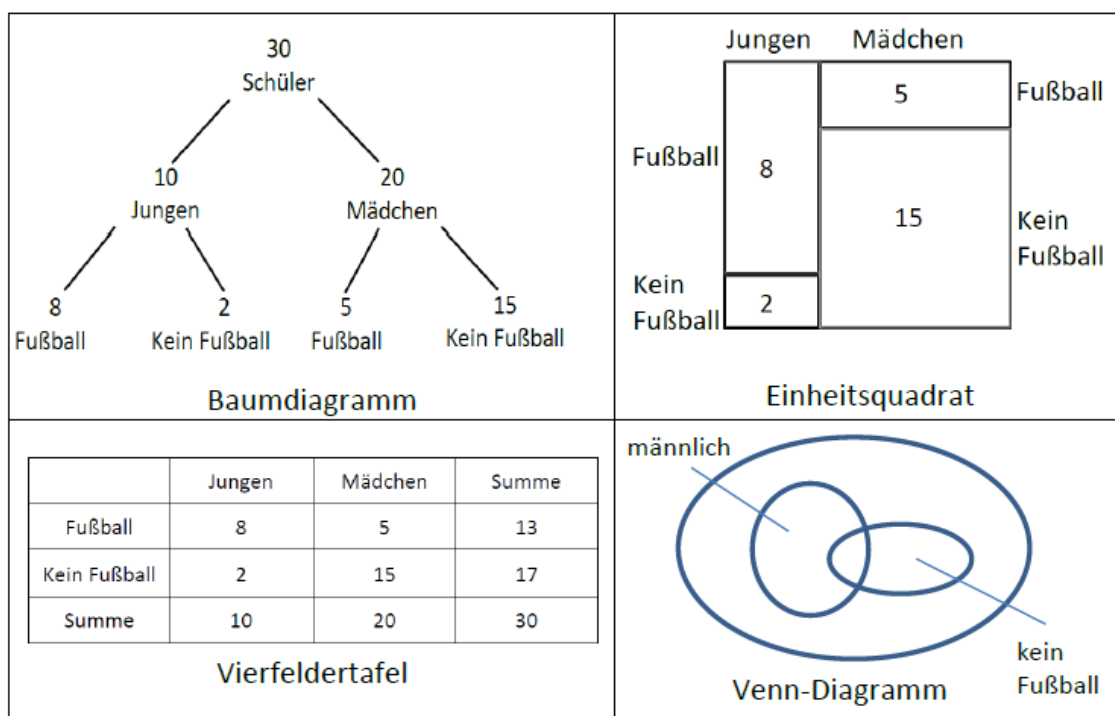 30
Schüler
10
20
Jungen
Mädchen
8
2
5
15
Fußball
Kein Fußball
Fußball
Kein Fußball
Baumdiagramm
Jungen Mädchen
5
Fußball
Fußball
8
15
Kein
Fußball
Kein
Fußball
2
Einheitsquadrat
Jungen Mädchen Summe
Fußball 8 5 13
Kein Fußball 2 15 17
Summe 10 20 30
Vierfeldertafel
männlich
kein
Fußball
Venn-Diagramm